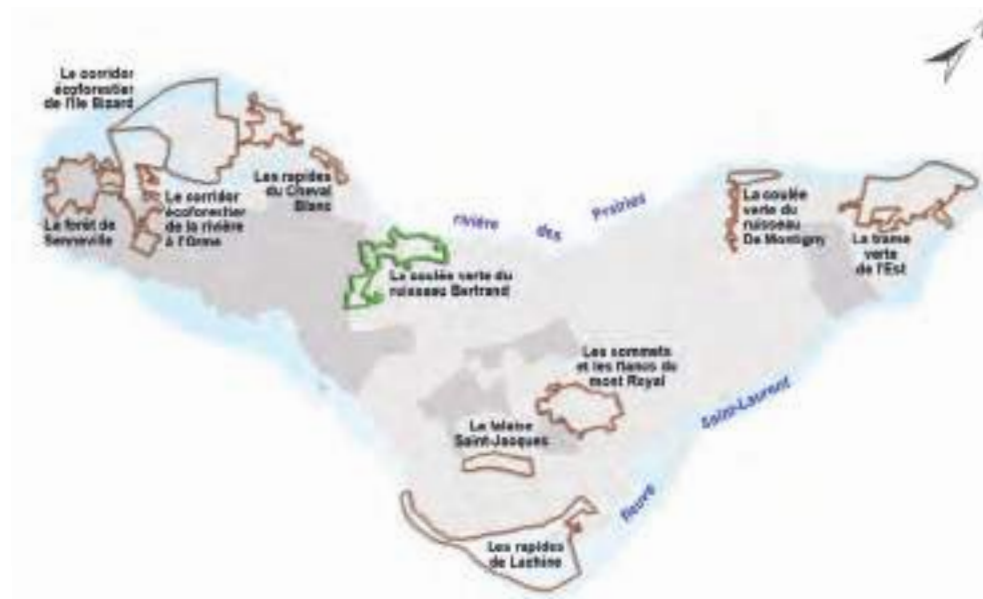 Le corridor
écoforestier
de l'île Bizard
Les rapides
du Cheval
Blanc
Le corridor
écoforestier
de la rivière
à l'Orme
La forêt de
Senneville
rivière des Prairies
La coulée
verte du
ruisseau
De Montigny
La trame
verte
de l'Est
La coulée verte du
ruisseau Bertrand
Les sommets
et les flancs du
mont Royal
La falaise
Saint-Jacques
fleuve Saint-Laurent
Les rapides
de Lachine